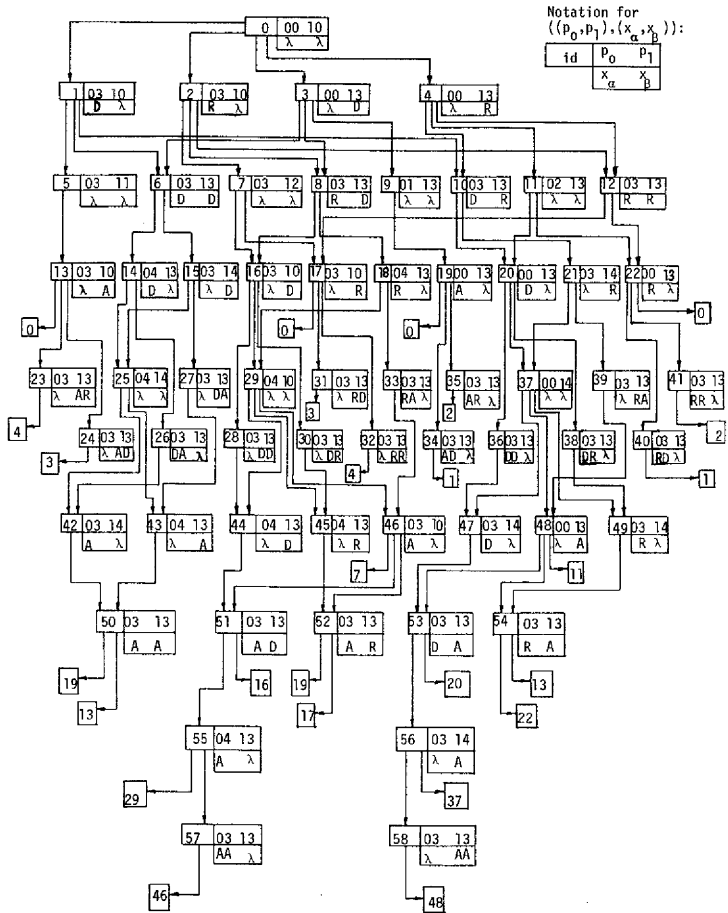 Notation for
((p0,p1),(xα,xβ)):
id p0 p1
xα xβ
0 00 10
λ λ
1 03 10 2 03 10 3 00 13 4 00 13
D λ R λ λ D λ R
5 03 11 6 03 13 7 03 12 8 03 13 9 01 13 10 03 13 11 02 13 12 03 13
λ λ D D λ λ R D λ λ D R λ λ R R
13 03 10 14 04 13 15 03 14 16 03 10 17 03 10 18 04 13 19 00 13 20 00 13 21 03 14 22 00 13
λ A D λ λ D λ D λ R R λ A λ D λ λ R R λ
0 0 0 0
23 03 13 25 04 14 27 03 13 29 04 10 31 03 13 33 03 13 35 03 13 37 00 14 39 03 13 41 03 13
λ AR λ λ λ DA λ λ λ RD RA λ AR λ λ λ λ RA RR λ
4 3 2 2
24 03 13 26 03 13 28 03 13 30 03 13 32 03 13 34 03 13 36 03 13 38 03 13 40 03 13
λ AD DA λ λ DD λ DR λ RR AD λ DD λ DR λ RD λ
3 4 1 1
42 03 14 43 04 13 44 04 13 45 04 13 46 03 10 47 03 14 48 00 13 49 03 14
A λ λ A λ D λ R A λ D λ λ A R λ
7 11
50 03 13 51 03 13 52 03 13 53 03 13 54 03 13
A A A D A R D A R A
19 16 19 20 13
13 17 22
55 04 13 56 03 14
A λ λ A
29 37
57 03 13 58 03 13
AA λ λ AA
46 48